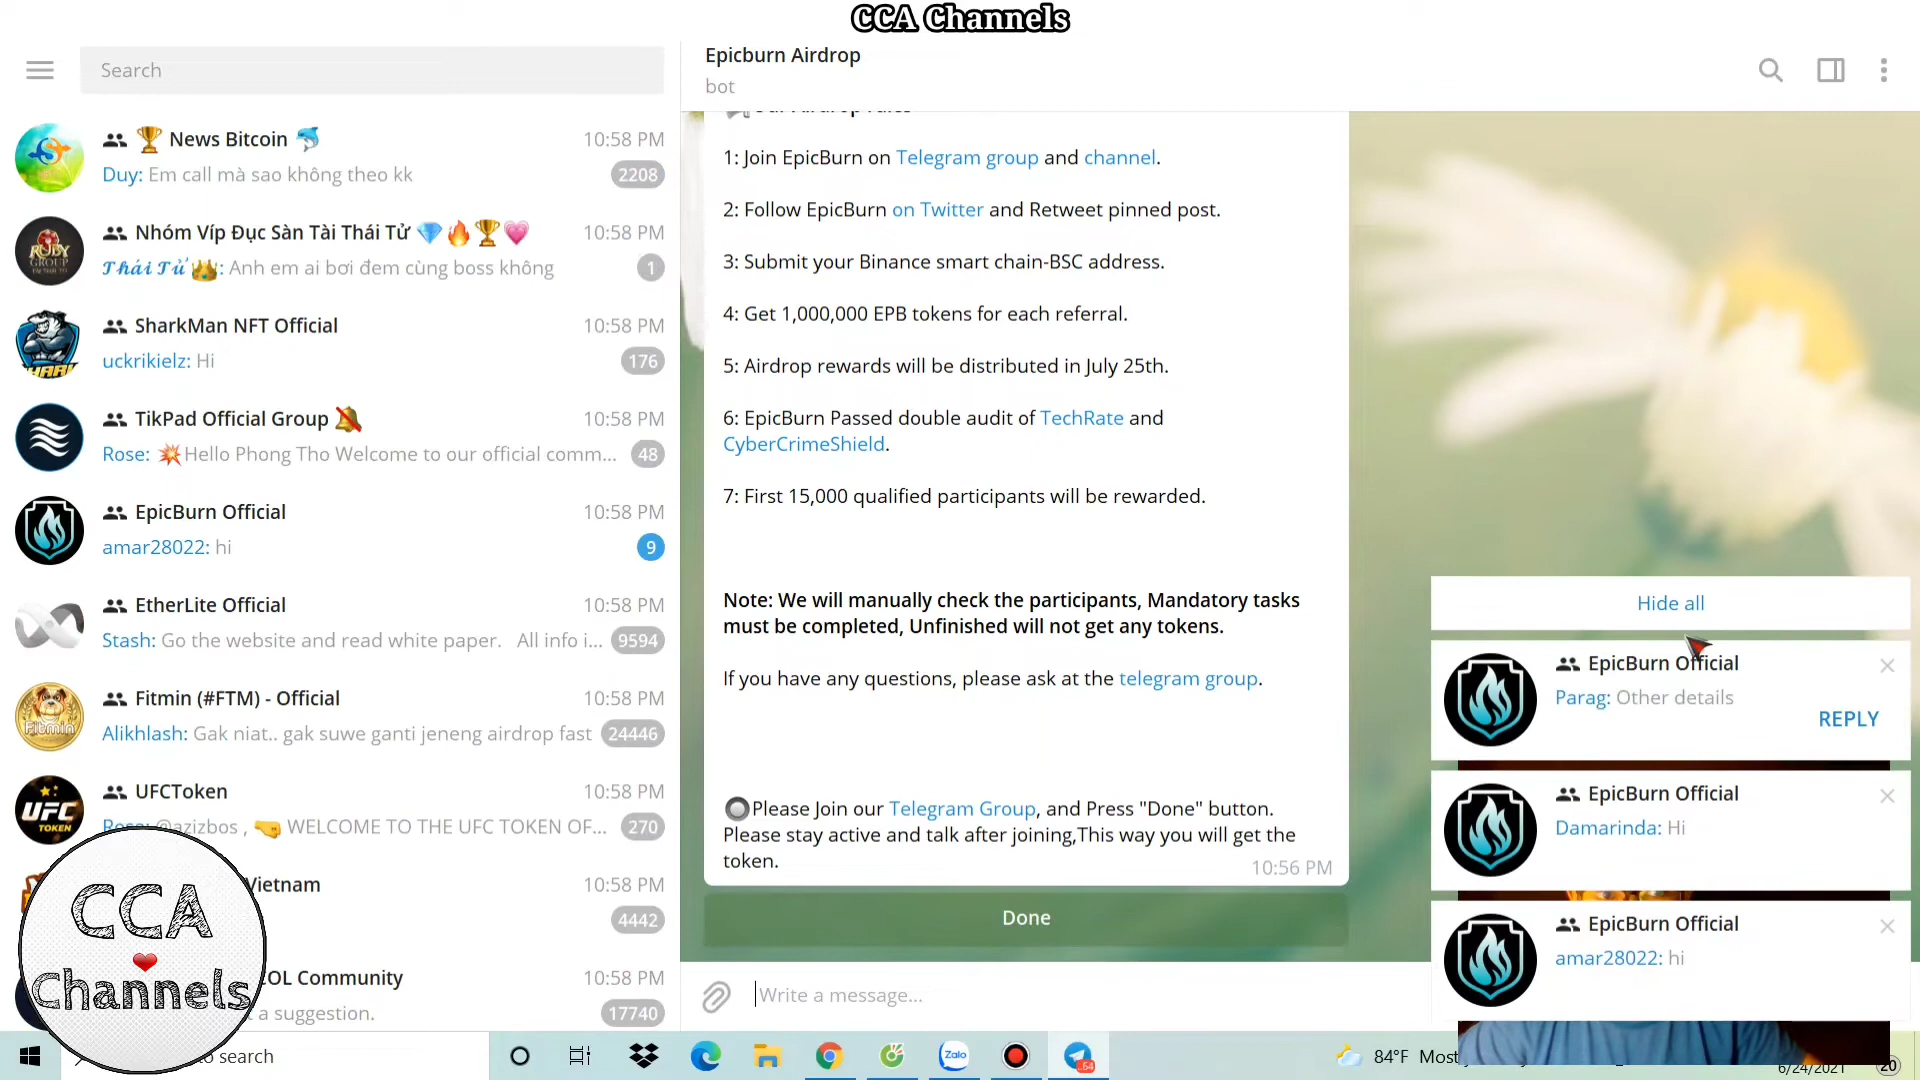 CCA Channels
Search
Epicburn Airdrop
bot
News Bitcoin
10:58 PM
Duy: Em call mà sao không theo kk
2208
Nhóm Víp Đục Sàn Tài Thái Tử
10:58 PM
Thái Tử : Anh em ai bơi đem cùng boss không
1
SharkMan NFT Official
10:58 PM
uckrikielz: Hi
176
TikPad Official Group
10:58 PM
Rose: Hello Phong Tho Welcome to our official comm...
48
EpicBurn Official
10:58 PM
amar28022: hi
9
EtherLite Official
10:58 PM
Stash: Go the website and read white paper. All info i...
9594
Fitmin (#FTM) - Official
10:58 PM
Alikhlash: Gak niat.. gak suwe ganti jeneng airdrop fast
24446
UFCToken
10:58 PM
Rose: @azizbos , WELCOME TO THE UFC TOKEN OF...
270
Vietnam
10:58 PM
4442
OL Community
10:58 PM
a suggestion.
17740
CCA
Channels
1: Join EpicBurn on Telegram group and channel.
2: Follow EpicBurn on Twitter and Retweet pinned post.
3: Submit your Binance smart chain-BSC address.
4: Get 1,000,000 EPB tokens for each referral.
5: Airdrop rewards will be distributed in July 25th.
6: EpicBurn Passed double audit of TechRate and
CyberCrimeShield.
7: First 15,000 qualified participants will be rewarded.
Note: We will manually check the participants, Mandatory tasks
must be completed, Unfinished will not get any tokens.
If you have any questions, please ask at the telegram group.
Please Join our Telegram Group, and Press "Done" button.
Please stay active and talk after joining,This way you will get the
token.
10:56 PM
Done
Write a message...
Hide all
EpicBurn Official
Parag: Other details
REPLY
EpicBurn Official
Damarinda: Hi
EpicBurn Official
amar28022: hi
to search
Zalo
84°F Most
6/24/2021
20